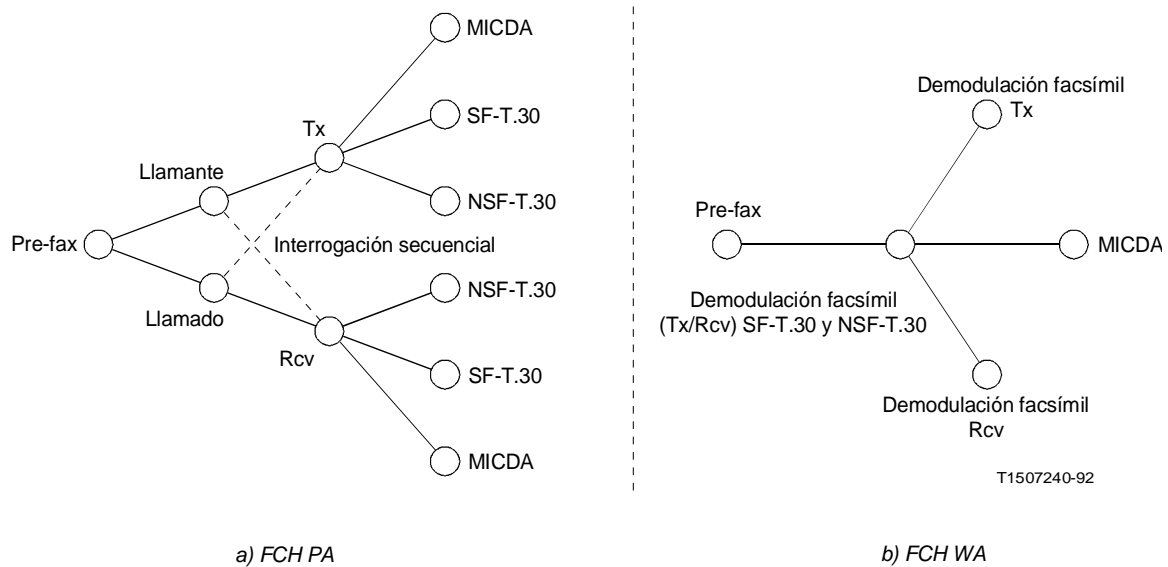 MICDA
SF-T.30
Tx
NSF-T.30
Llamante
Pre-fax
Interrogación secuencial
Llamado
NSF-T.30
Rcv
SF-T.30
MICDA
a) FCH PA
Demodulación facsímil
Tx
Pre-fax
MICDA
Demodulación facsímil
(Tx/Rcv) SF-T.30 y NSF-T.30
Demodulación facsímil
Rcv
T1507240-92
b) FCH WA